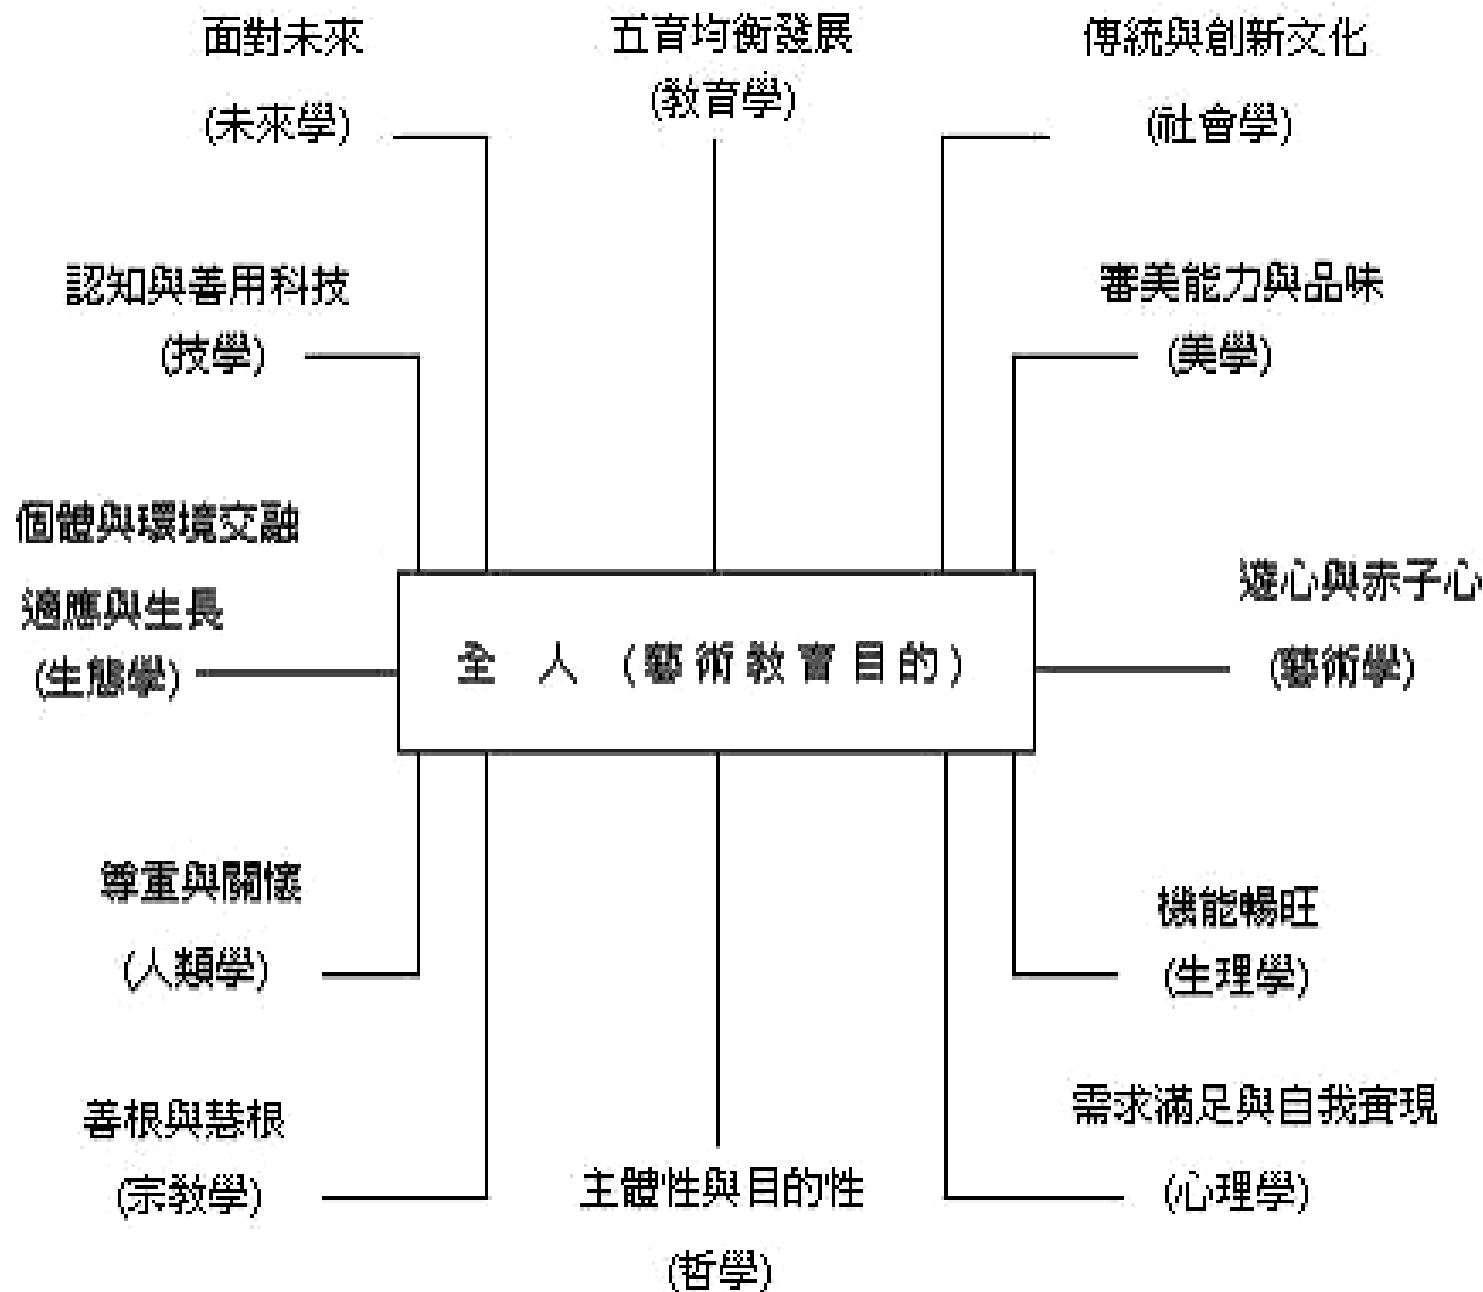 面對未來
(未來學)
五育均衡發展
(教育學)
傳統與創新文化
(社會學)
認知與善用科技
(技學)
審美能力與品味
(美學)
個體與環境交融
適應與生長
(生態學)
全 人 (藝術教育目的)
遊心與赤子心
(藝術學)
尊重與關懷
(人類學)
機能暢旺
(生理學)
善根與慧根
(宗教學)
主體性與目的性
(哲學)
需求滿足與自我實現
(心理學)